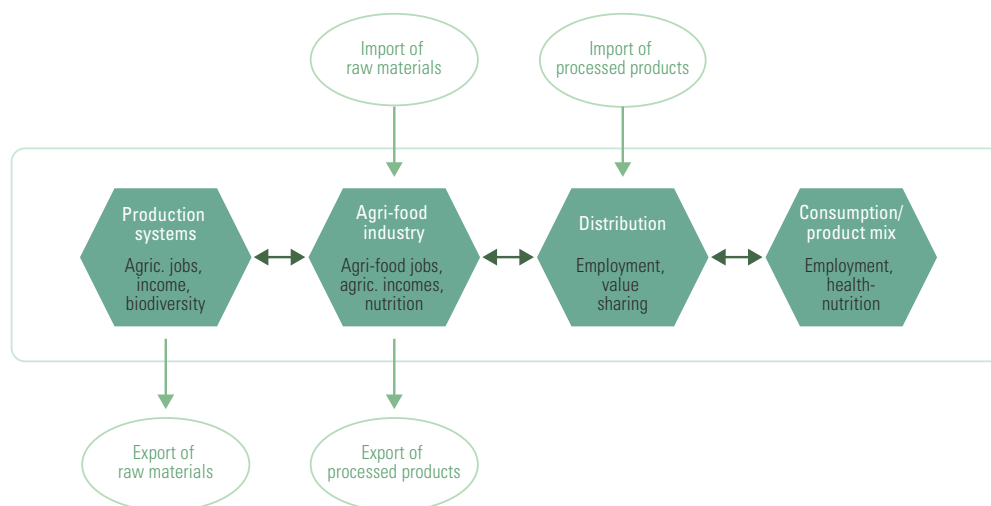 Import of
raw materials
Import of
processed products
Production
systems
Agric. jobs,
income,
biodiversity
Agri-food
industry
Agri-food jobs,
agric. incomes,
nutrition
Distribution
Employment,
value
sharing
Consumption/
product mix
Employment,
health-
nutrition
Export of
raw materials
Export of
processed products